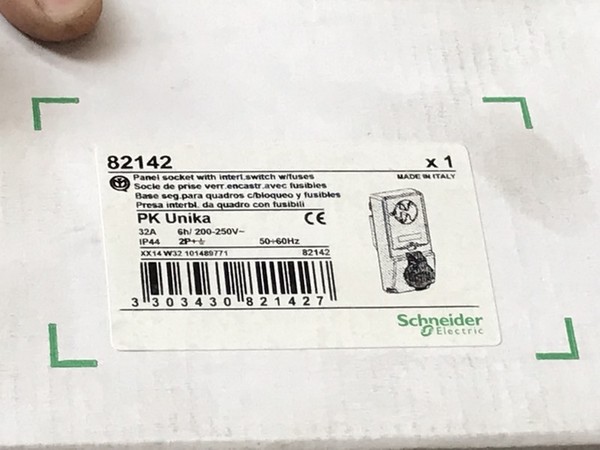 82142
x 1
Panel socket with interl.switch w/fuses
MADE IN ITALY
Socle de prise verr.encastr.avec fusibles
Base seg.para quadros c/bloqueo y fusibles
Presa interbl. da quadro con fusibili
PK Unika
CE
32A 6h/ 200-250V~
IP44 2P+⏚ 50÷60Hz
XX14 W32 101489771 82142
3 303430 821427
Schneider
Electric